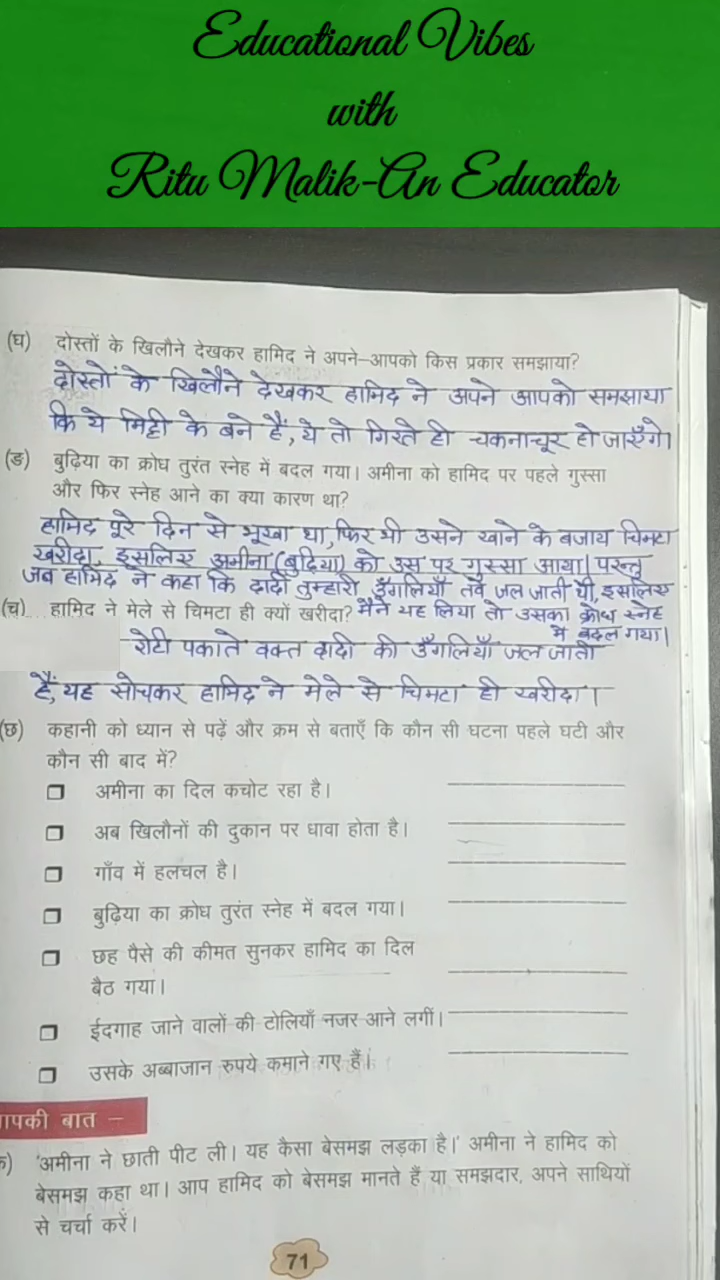 Educational Vibes
with
Ritu Malik-An Educator
(घ) दोस्तों के खिलौने देखकर हामिद ने अपने-आपको किस प्रकार समझाया?
दोस्तों के खिलौने देखकर हामिद ने अपने आपको समझाया
कि ये मिट्टी के बने हैं, ये तो गिरते ही चकनाचूर हो जाएँगे।
(ङ) बुढ़िया का क्रोध तुरंत स्नेह में बदल गया। अमीना को हामिद पर पहले गुस्सा
और फिर स्नेह आने का क्या कारण था?
हामिद पूरे दिन से भूखा था, फिर भी उसने खाने के बजाय चिमटा
खरीदा, इसलिए अमीना (बुढ़िया) को उस पर गुस्सा आया। परन्तु
जब हामिद ने कहा कि दादी तुम्हारी उँगलियाँ तवे जल जाती थी, इसलिए
(च) हामिद ने मेले से चिमटा ही क्यों खरीदा? मैंने यह लिया तो उसका क्रोध स्नेह
में बदल गया।
रोटी पकाते वक्त दादी की उँगलियाँ जल जाती
हैं, यह सोचकर हामिद ने मेले से चिमटा ही खरीदा।
(छ) कहानी को ध्यान से पढ़ें और क्रम से बताएँ कि कौन सी घटना पहले घटी और
कौन सी बाद में?
अमीना का दिल कचोट रहा है।
अब खिलौनों की दुकान पर धावा होता है।
गाँव में हलचल है।
बुढ़िया का क्रोध तुरंत स्नेह में बदल गया।
छह पैसे की कीमत सुनकर हामिद का दिल
बैठ गया।
ईदगाह जाने वालों की टोलियाँ नजर आने लगीं।
उसके अब्बाजान रुपये कमाने गए हैं।
पकी बात –
) 'अमीना ने छाती पीट ली। यह कैसा बेसमझ लड़का है।' अमीना ने हामिद को
बेसमझ कहा था। आप हामिद को बेसमझ मानते हैं या समझदार, अपने साथियों
से चर्चा करें।
71